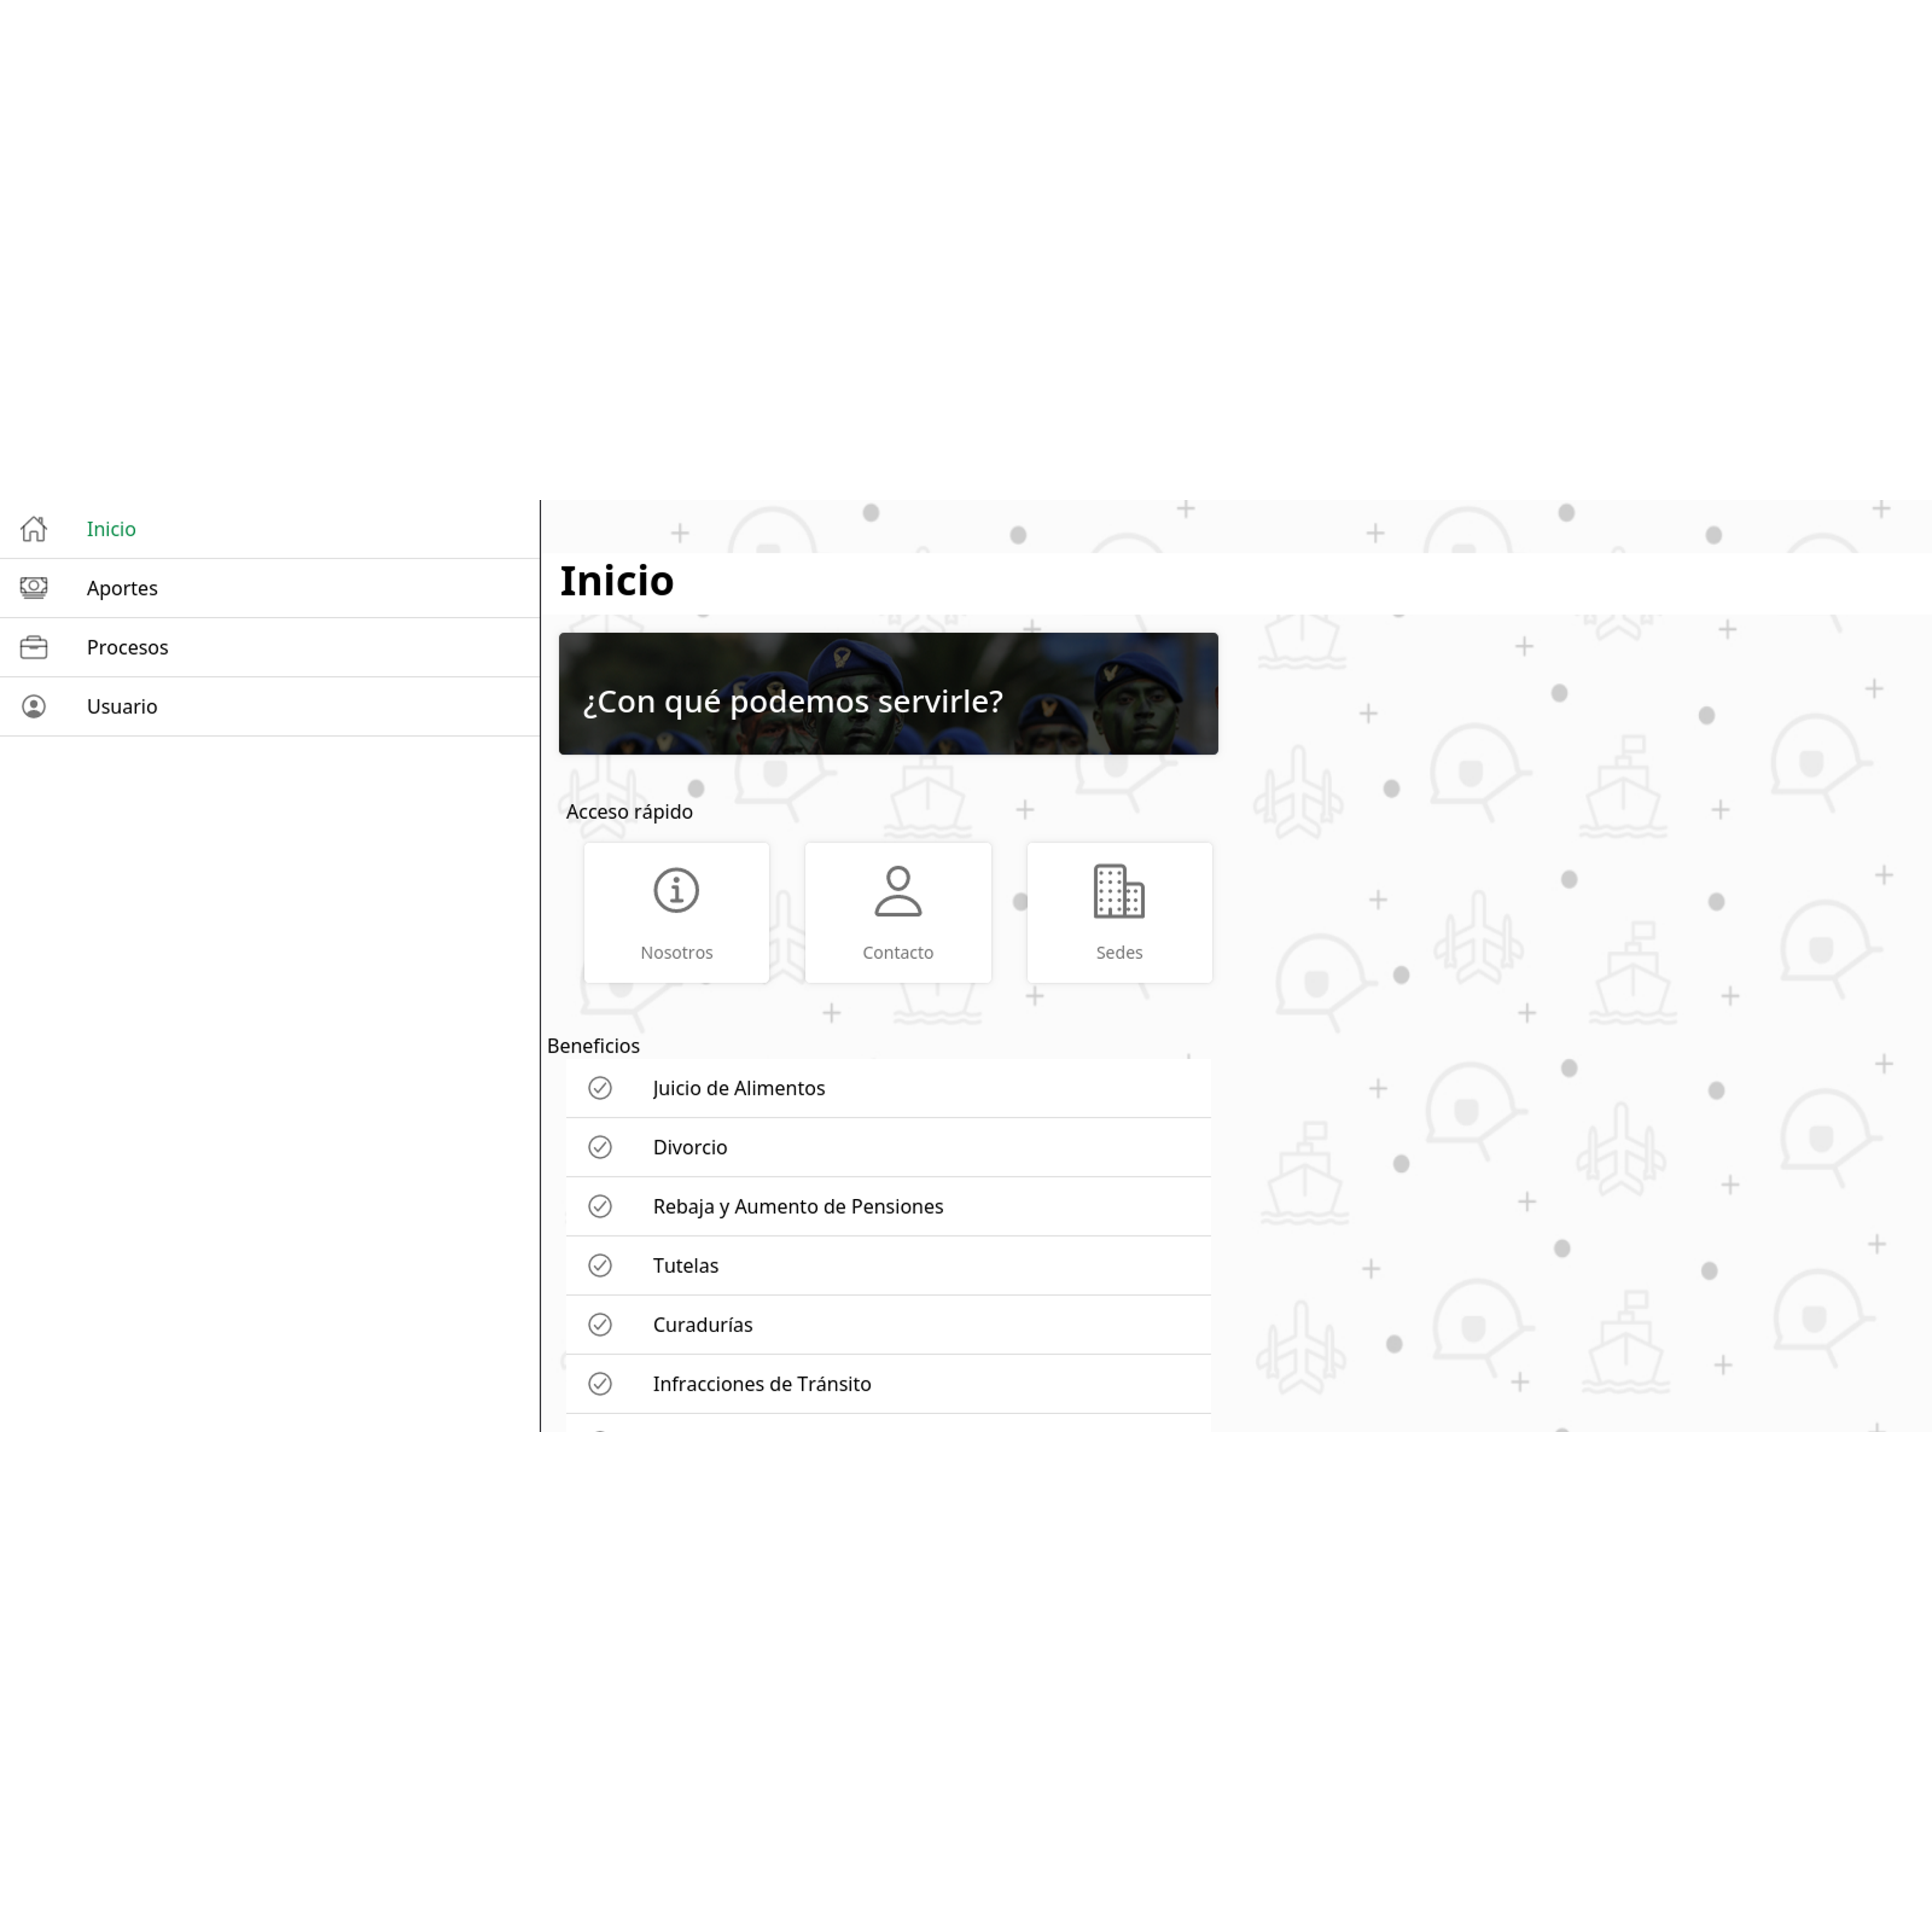 Inicio
Aportes
Procesos
Usuario
Inicio
¿Con qué podemos servirle?
Acceso rápido
Nosotros
Contacto
Sedes
Beneficios
Juicio de Alimentos
Divorcio
Rebaja y Aumento de Pensiones
Tutelas
Curadurías
Infracciones de Tránsito